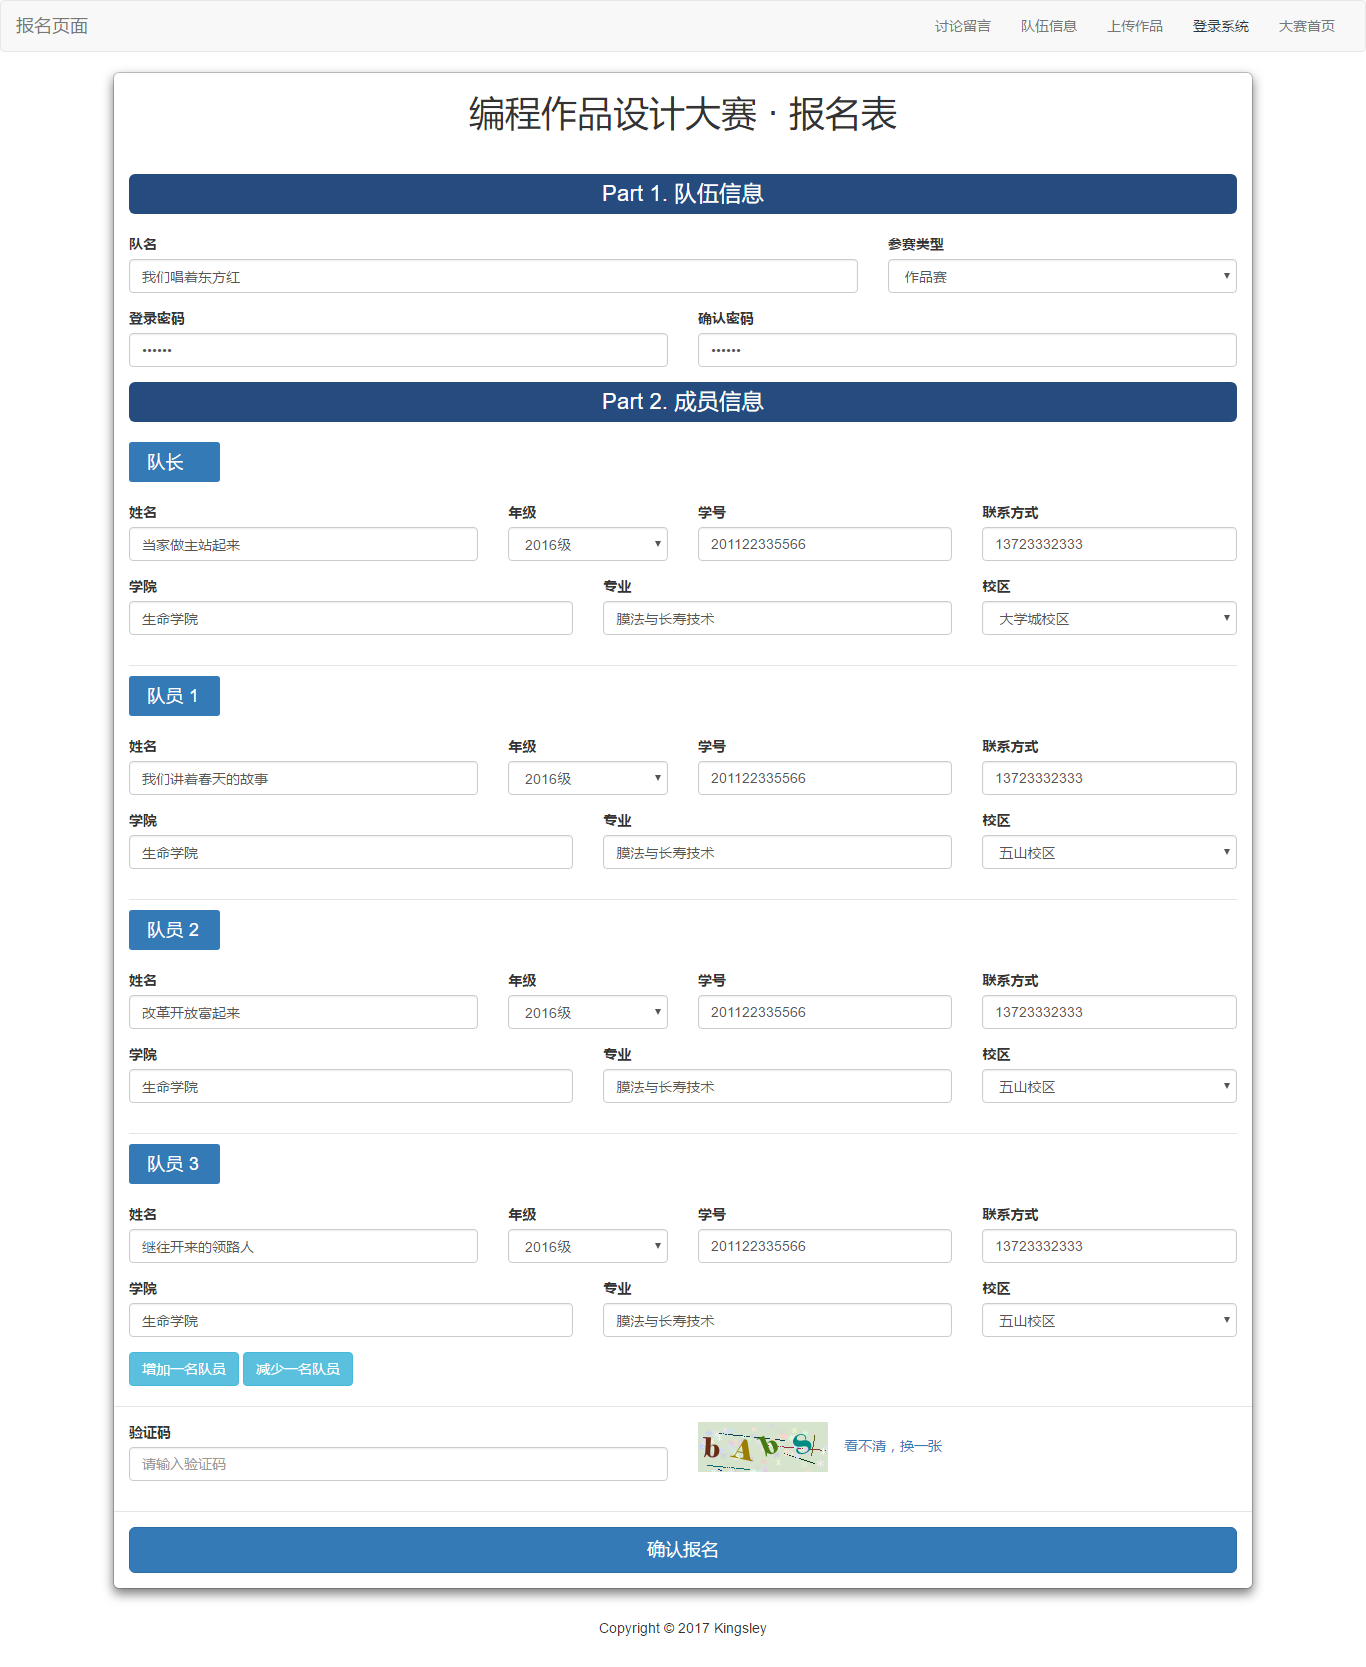 报名页面 讨论留言 队伍信息 上传作品 登录系统 大赛首页
编程作品设计大赛 · 报名表
Part 1. 队伍信息
队名 参赛类型
我们唱着东方红 作品赛
登录密码 确认密码
•••••• ••••••
Part 2. 成员信息
队长
姓名 年级 学号 联系方式
当家做主站起来 2016级 201122335566 13723332333
学院 专业 校区
生命学院 膜法与长寿技术 大学城校区
队员 1
姓名 年级 学号 联系方式
我们讲着春天的故事 2016级 201122335566 13723332333
学院 专业 校区
生命学院 膜法与长寿技术 五山校区
队员 2
姓名 年级 学号 联系方式
改革开放富起来 2016级 201122335566 13723332333
学院 专业 校区
生命学院 膜法与长寿技术 五山校区
队员 3
姓名 年级 学号 联系方式
继往开来的领路人 2016级 201122335566 13723332333
学院 专业 校区
生命学院 膜法与长寿技术 五山校区
增加一名队员 减少一名队员
验证码
请输入验证码 bAbS 看不清，换一张
确认报名
Copyright © 2017 Kingsley